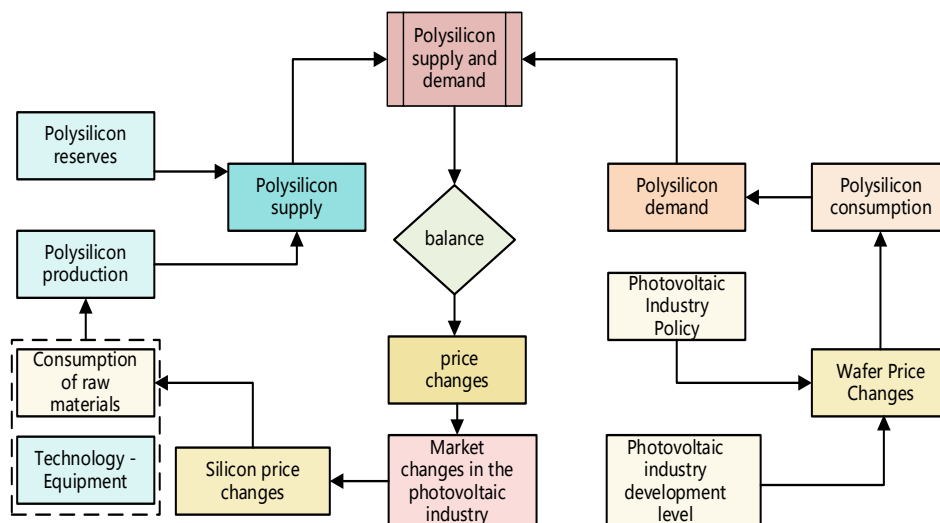 Polysilicon
supply and
demand
Polysilicon
reserves
Polysilicon
supply
Polysilicon
demand
Polysilicon
consumption
balance
Polysilicon
production
Photovoltaic
Industry
Policy
Consumption
of raw
materials
price
changes
Wafer Price
Changes
Technology -
Equipment
Silicon price
changes
Market
changes in the
photovoltaic
industry
Photovoltaic
industry
development
level